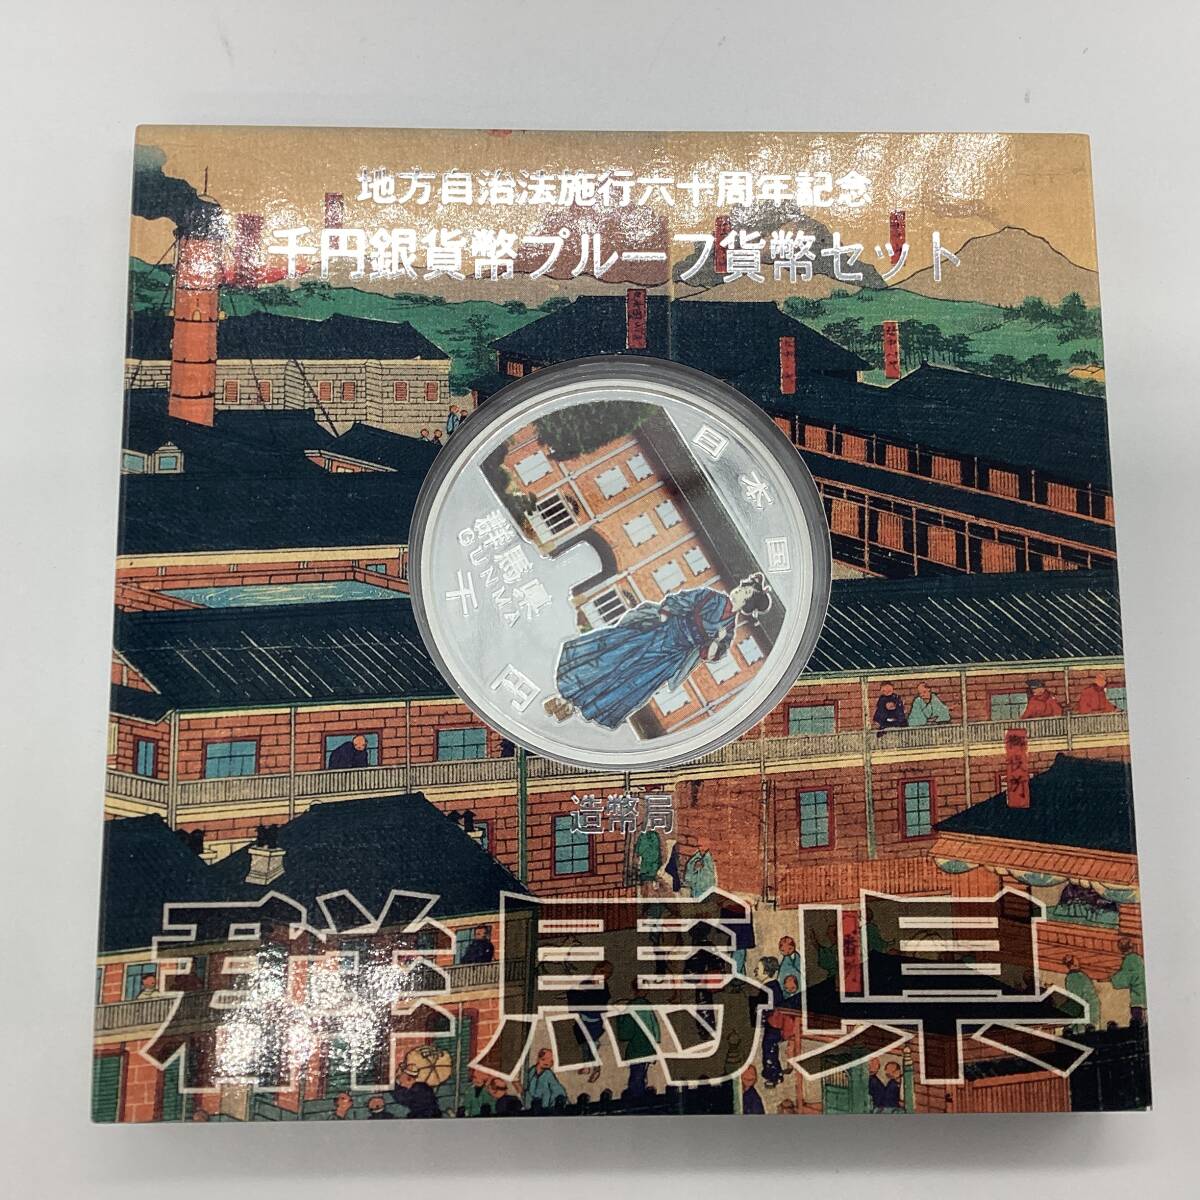 地方自治法施行六十周年記念
千円銀貨幣プルーフ貨幣セット
日本国
群馬県
GUNMA
千円
造幣局
群馬県